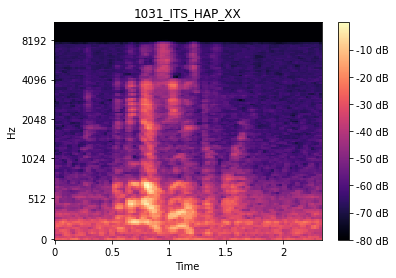 1031_ITS_HAP_XX
8192
4096
2048
1024
512
0
Hz
0
0.5
1
1.5
2
Time
-10 dB
-20 dB
-30 dB
-40 dB
-50 dB
-60 dB
-70 dB
-80 dB